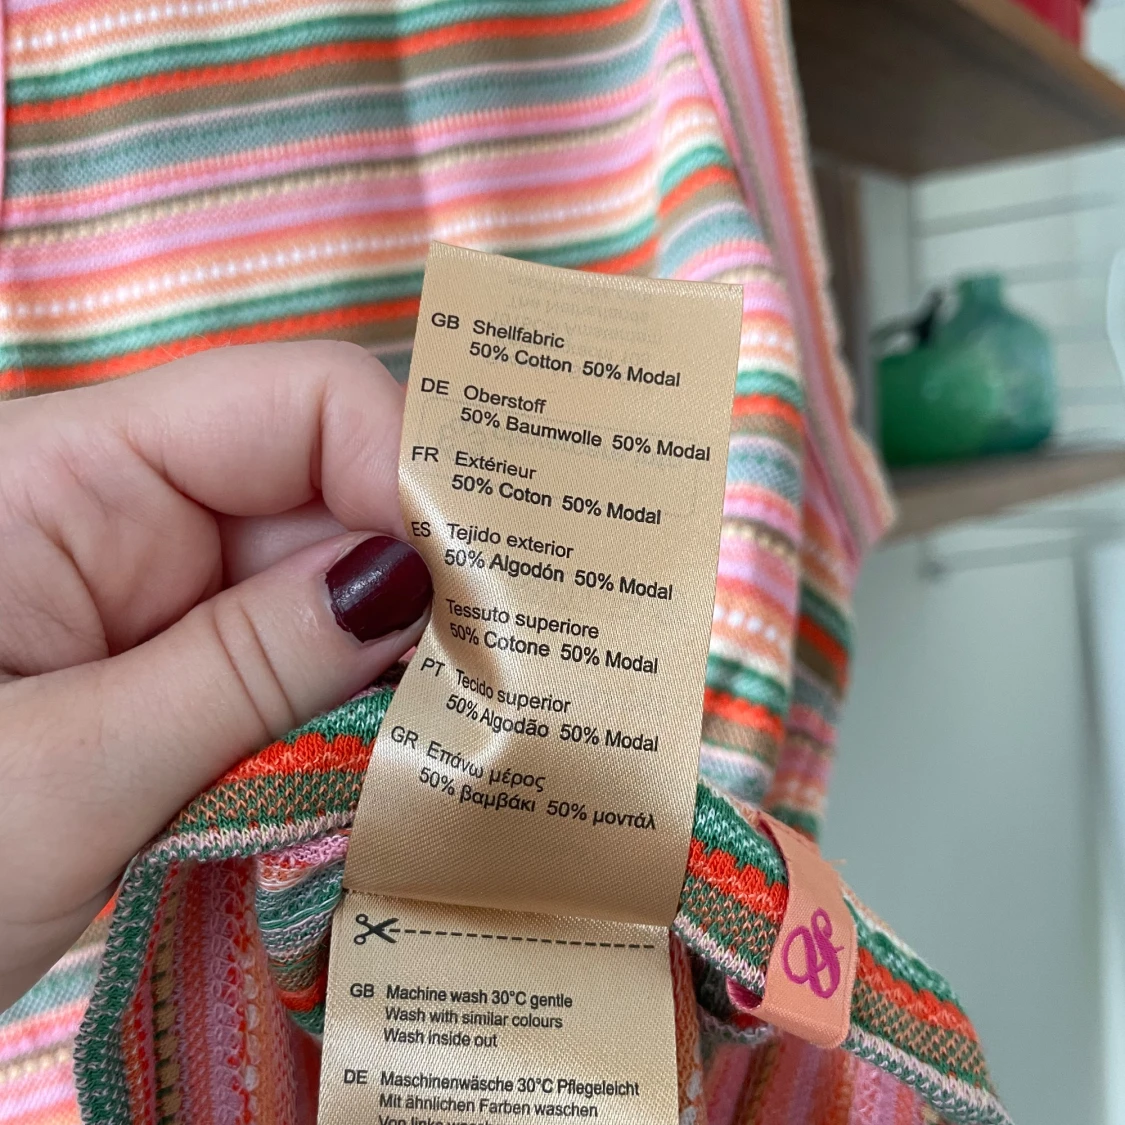 GB Shellfabric
50% Cotton 50% Modal
DE Oberstoff
50% Baumwolle 50% Modal
FR Extérieur
50% Coton 50% Modal
ES Tejido exterior
50% Algodón 50% Modal
Tessuto superiore
50% Cotone 50% Modal
PT Tecido superior
50% Algodão 50% Modal
GR Επάνω μέρος
50% βαμβάκι 50% μοντάλ
GB Machine wash 30°C gentle
Wash with similar colours
Wash inside out
DE Maschinenwäsche 30°C Pflegeleicht
Mit ähnlichen Farben waschen
Von links